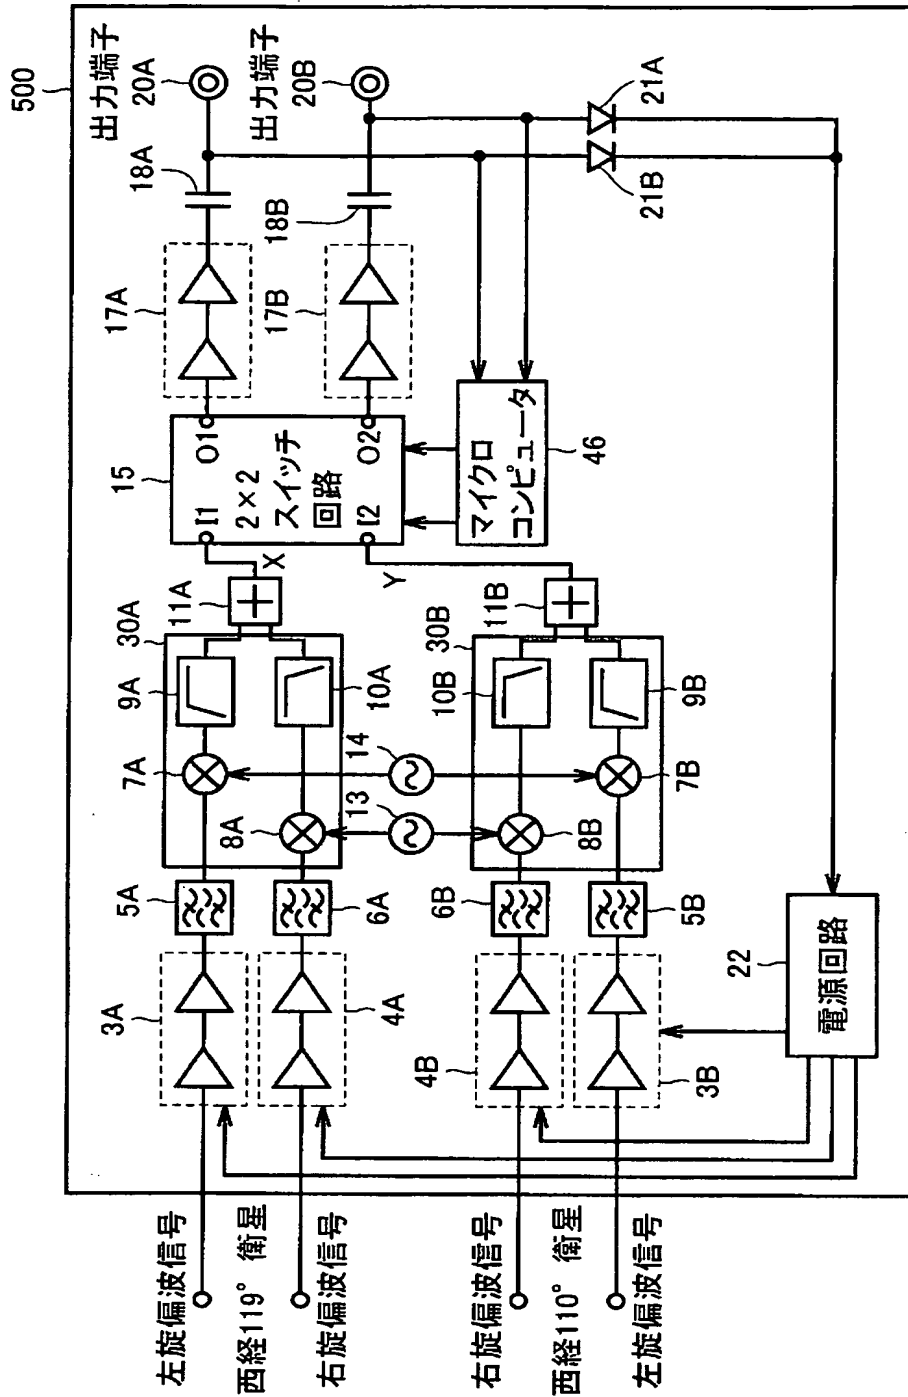 500
左旋偏波信号
西経119°衛星
右旋偏波信号
右旋偏波信号
西経110°衛星
左旋偏波信号
3A
4A
4B
3B
5A
6A
6B
5B
7A
8A
13
14
8B
7B
9A
10A
10B
9B
30A
30B
11A
11B
X
Y
15
I1
O1
2×2
スイッチ
回路
I2
O2
マイクロ
コンピュータ
46
17A
17B
18A
18B
出力端子
20A
出力端子
20B
21A
21B
22
電源回路